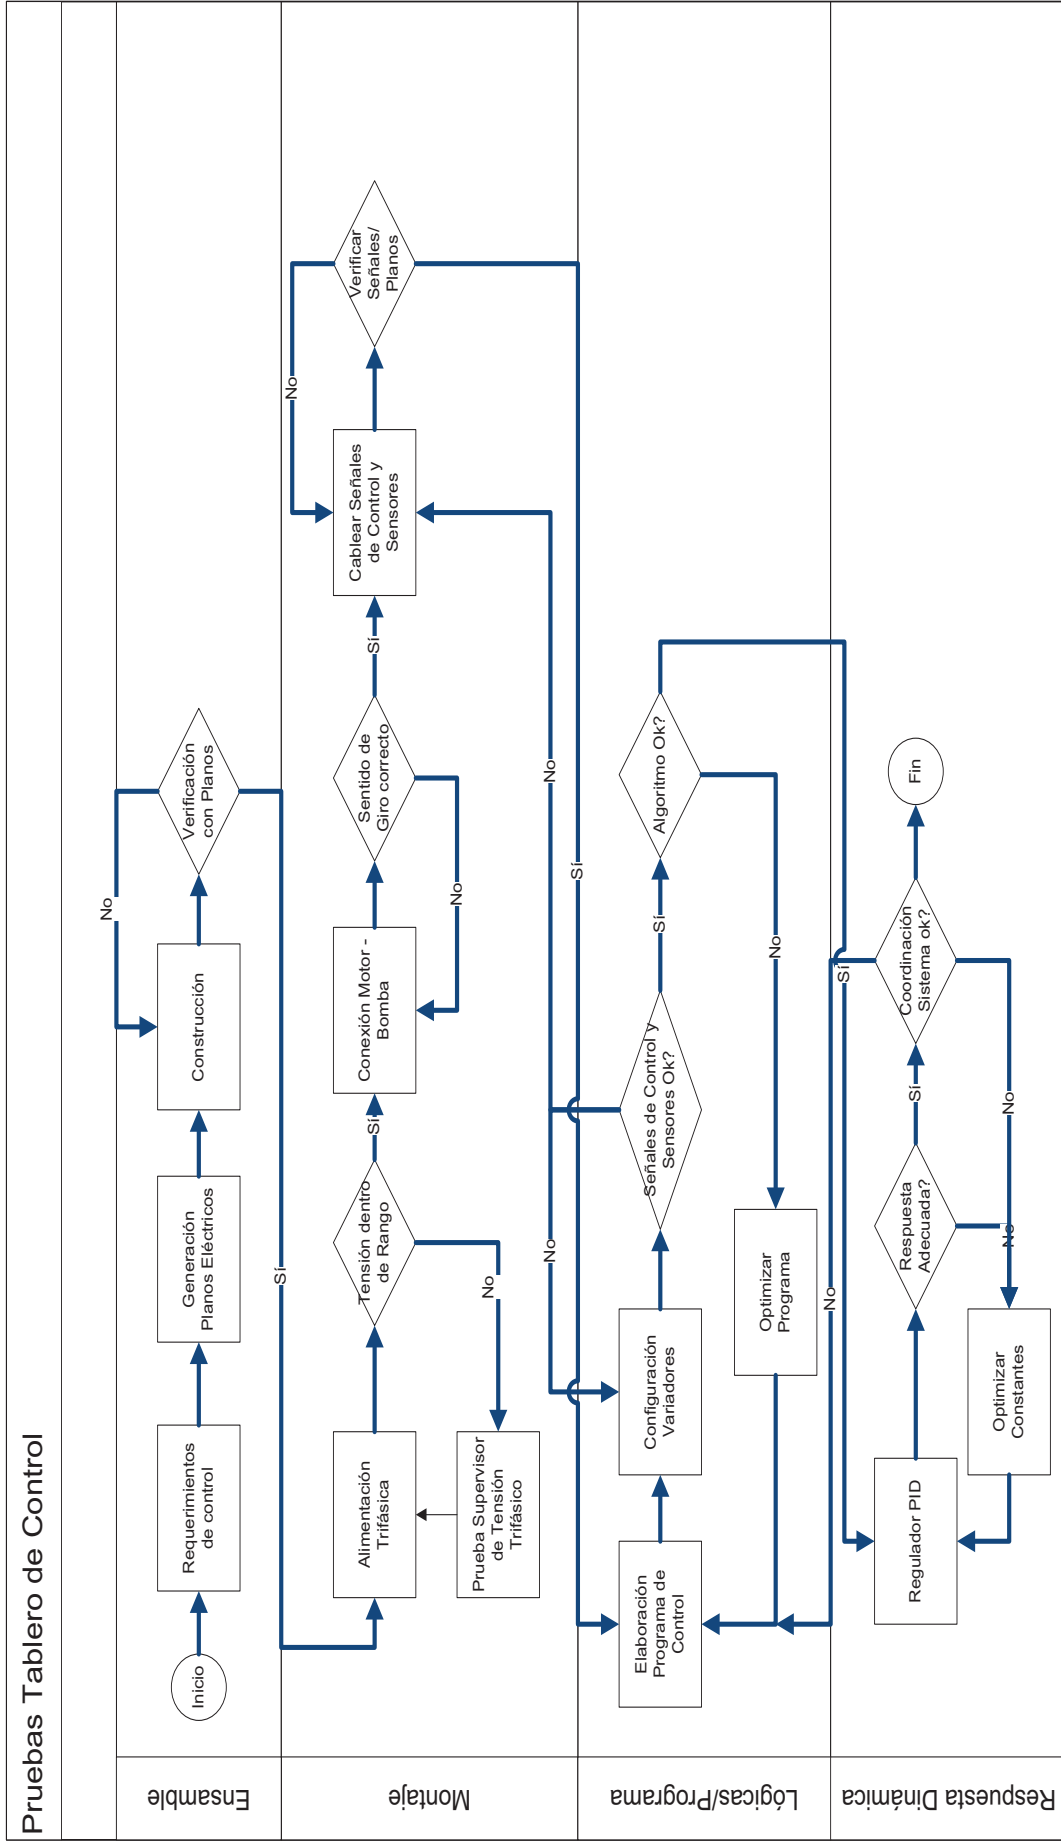 Pruebas Tablero de Control
Ensamble
Inicio
Requerimientos
de control
Generación
Planos Eléctricos
Construcción
Verificación
con Planos
No
Sí
Montaje
Alimentación
Trifásica
Prueba Supervisor
de Tensión
Trifásico
Tensión dentro
de Rango
No
Sí
Conexión Motor -
Bomba
Sentido de
Giro correcto
No
Sí
Cablear Señales
de Control y
Sensores
Verificar
Señales/
Planos
No
Sí
Lógicas/Programa
Elaboración
Programa de
Control
Configuración
Variadores
Señales de Control y
Sensores Ok?
No
No
Sí
Algoritmo Ok?
No
Optimizar
Programa
Sí
Respuesta Dinámica
Regulador PID
Respuesta
Adecuada?
No
Sí
Coordinación
Sistema ok?
No
No
Optimizar
Constantes
Fin